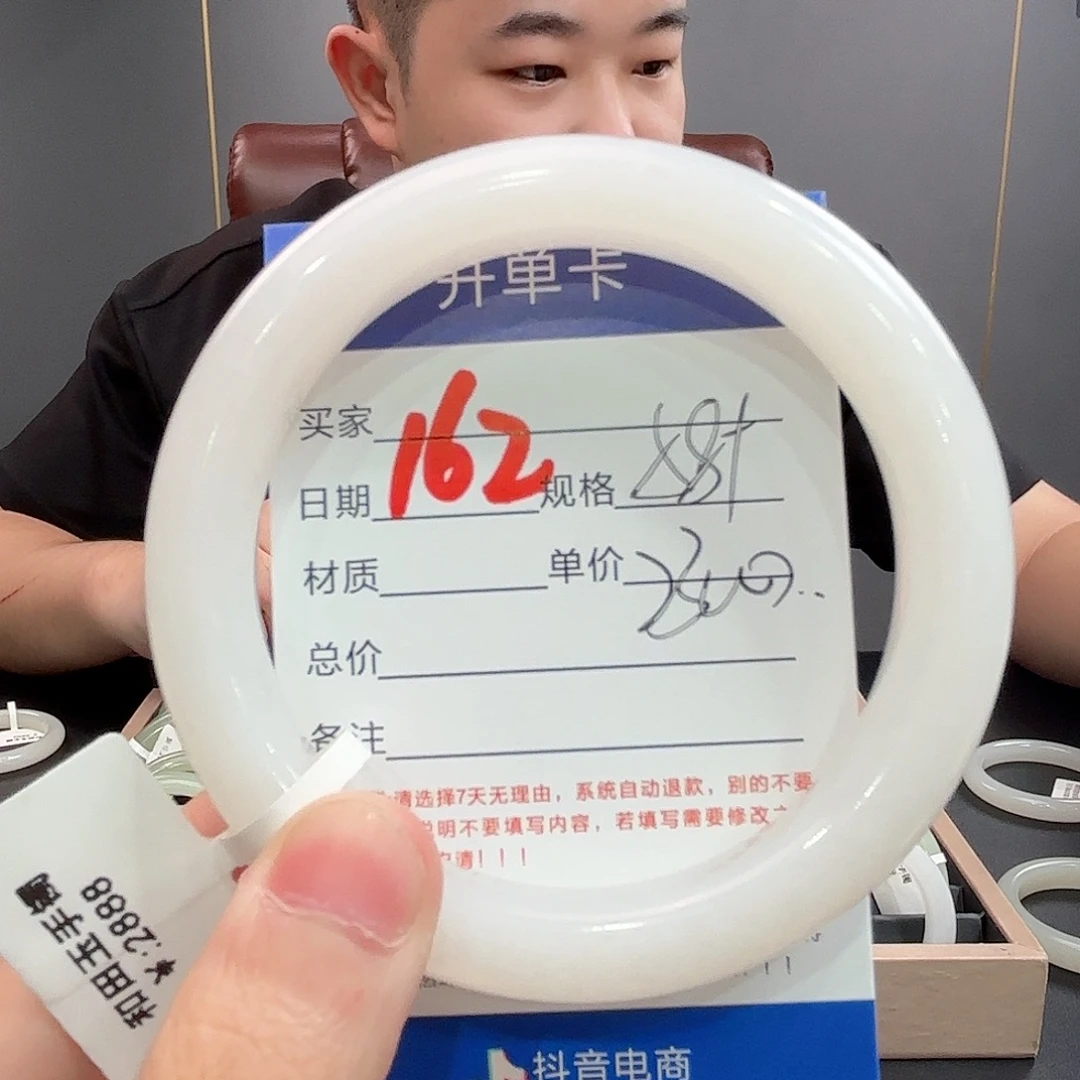 开单卡
买家
162
日期 规格
材质 单价
总价
备注
请选择7天无理由，系统自动退款，别的不要
说明不要填写内容，若填写需要修改
请！！！
抖音电商
和田玉手镯
¥:2888